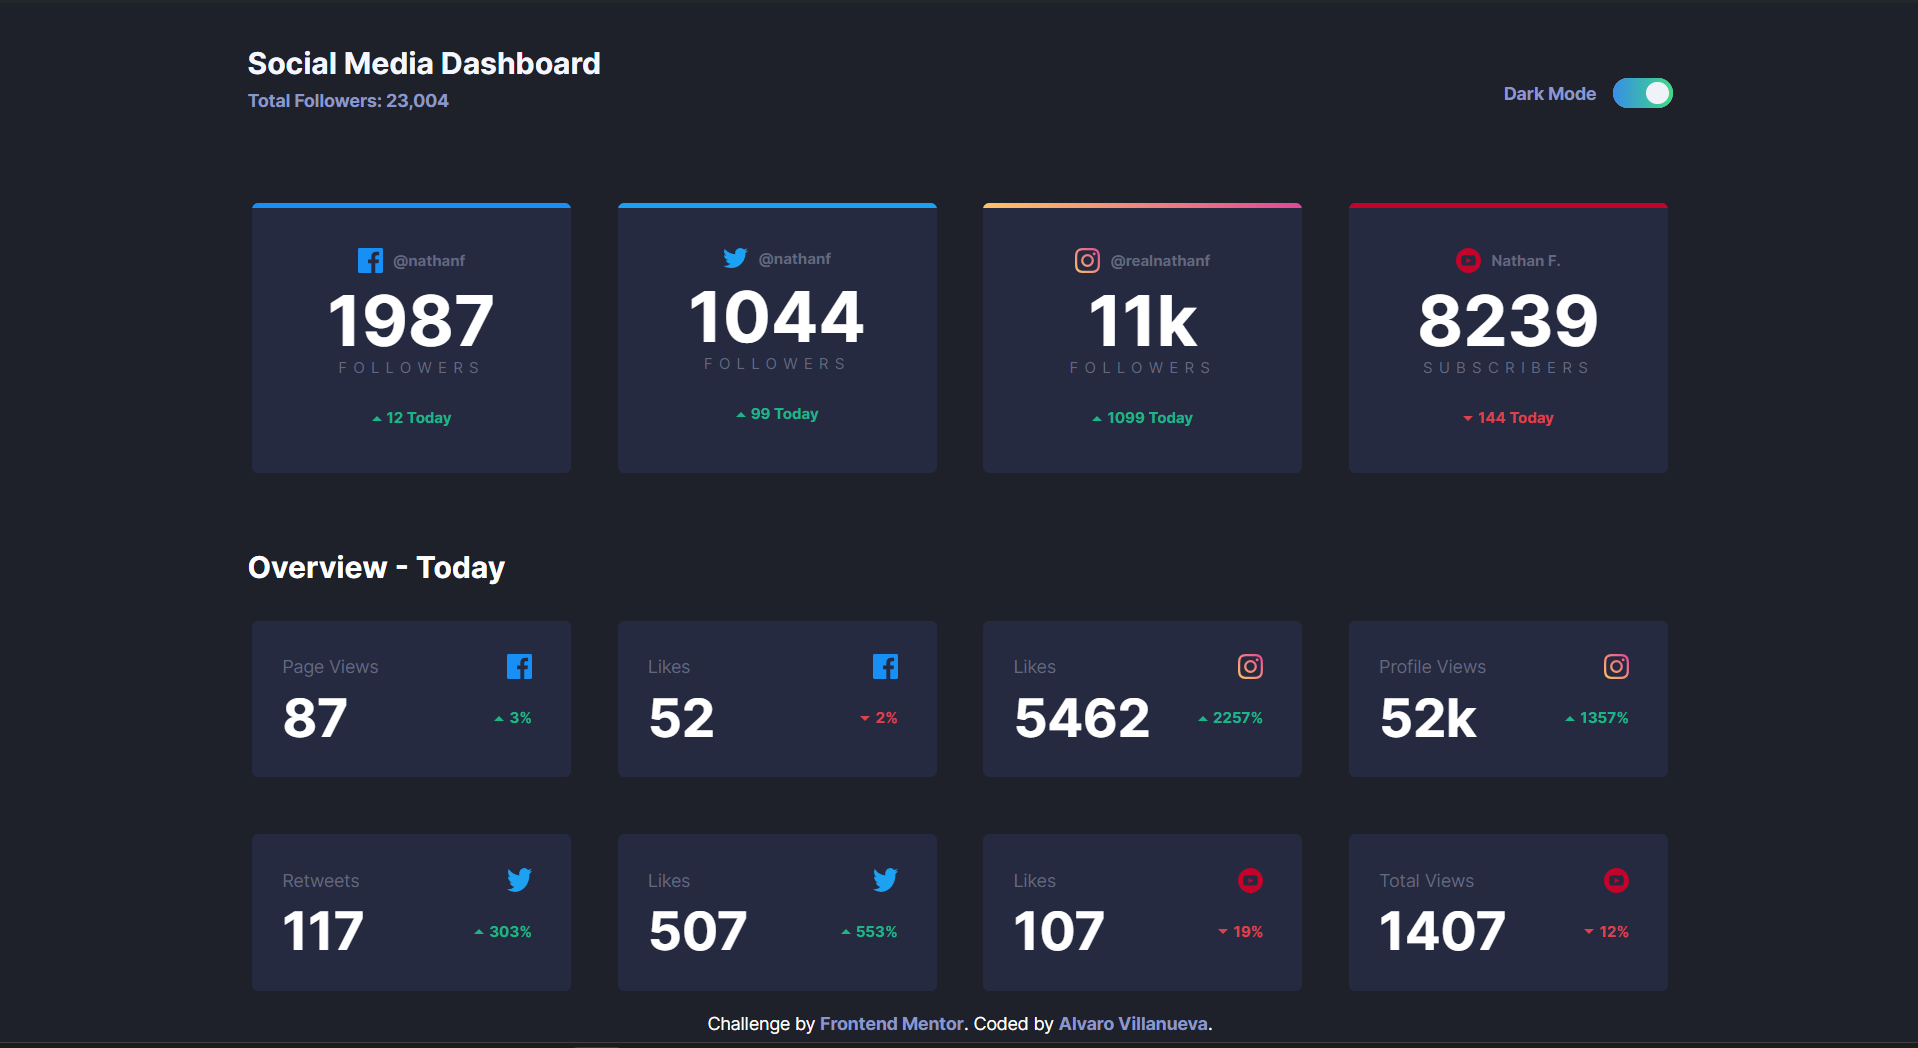 Social Media Dashboard
Total Followers: 23,004
Dark Mode
@nathanf
1987
FOLLOWERS
12 Today
@nathanf
1044
FOLLOWERS
99 Today
@realnathanf
11k
FOLLOWERS
1099 Today
Nathan F.
8239
SUBSCRIBERS
144 Today
Overview - Today
Page Views
87
3%
Likes
52
2%
Likes
5462
2257%
Profile Views
52k
1357%
Retweets
117
303%
Likes
507
553%
Likes
107
19%
Total Views
1407
12%
Challenge by Frontend Mentor. Coded by Alvaro Villanueva.